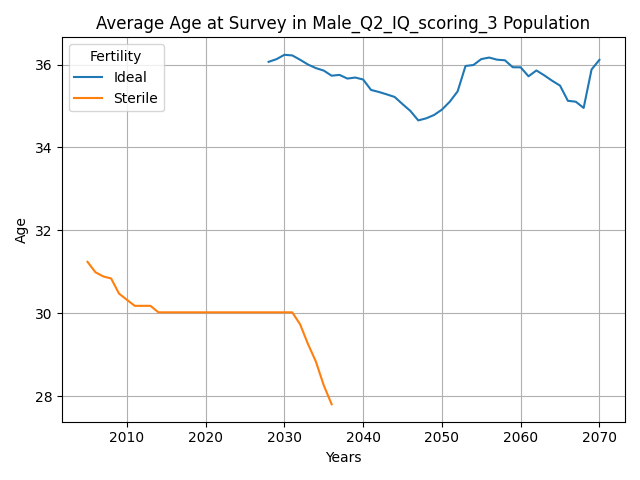 Average Age at Survey in Male_Q2_IQ_scoring_3 Population
Fertility
Ideal
Sterile
Age
36
34
32
30
28
2010 2020 2030 2040 2050 2060 2070
Years